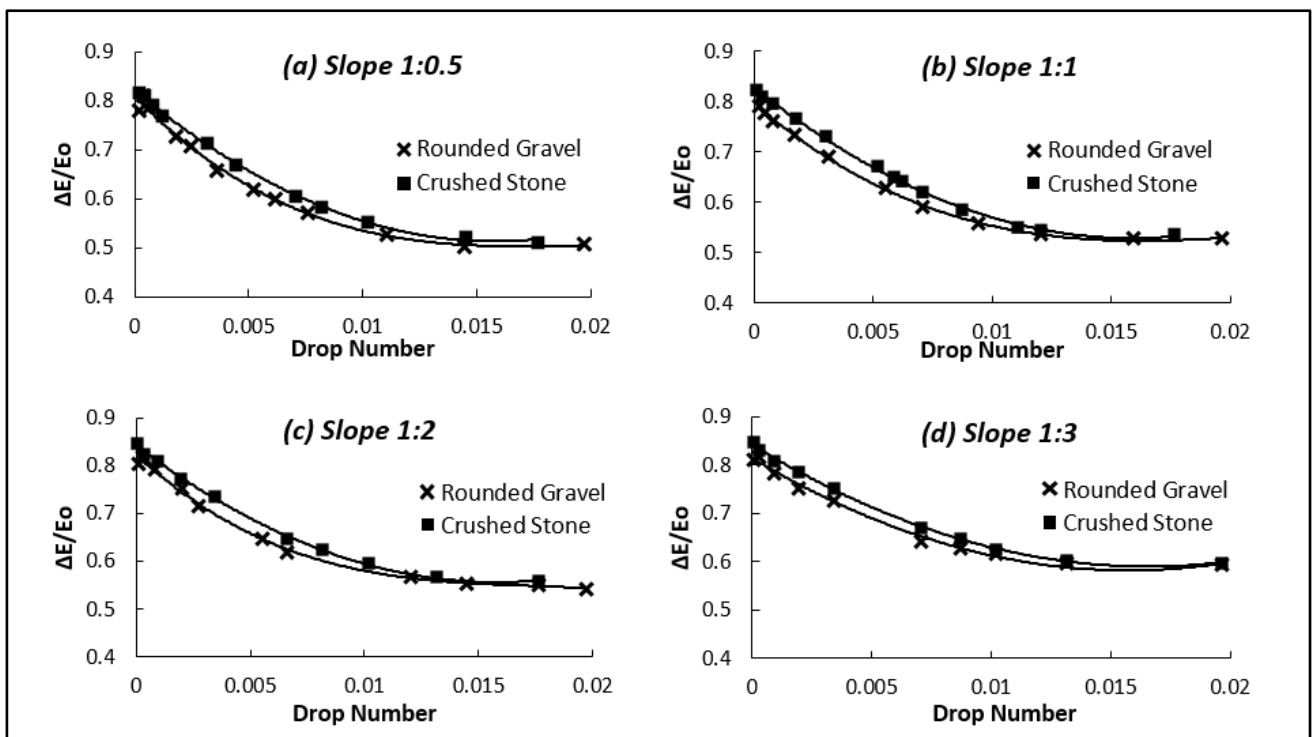 (a) Slope 1:0.5
0.9
0.8
0.7
0.6
0.5
0.4
ΔE/Eo
Rounded Gravel
Crushed Stone
0 0.005 0.01 0.015 0.02
Drop Number
(b) Slope 1:1
0.9
0.8
0.7
0.6
0.5
0.4
ΔE/Eo
Rounded Gravel
Crushed Stone
0 0.005 0.01 0.015 0.02
Drop Number
(c) Slope 1:2
0.9
0.8
0.7
0.6
0.5
0.4
ΔE/Eo
Rounded Gravel
Crushed Stone
0 0.005 0.01 0.015 0.02
Drop Number
(d) Slope 1:3
0.9
0.8
0.7
0.6
0.5
0.4
ΔE/Eo
Rounded Gravel
Crushed Stone
0 0.005 0.01 0.015 0.02
Drop Number